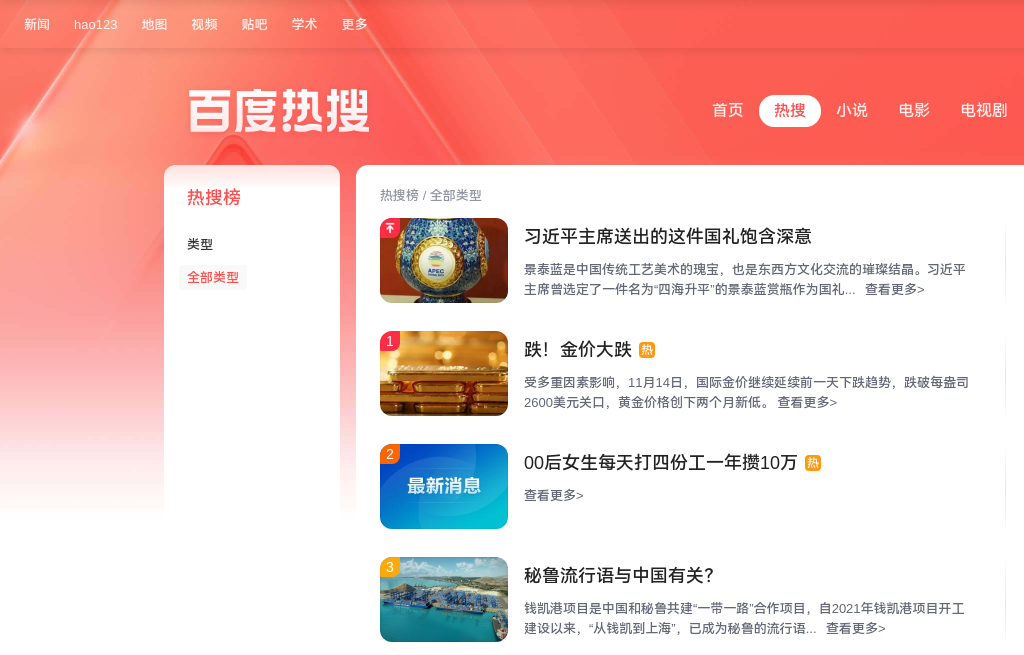 新闻 hao123 地图 视频 贴吧 学术 更多
百度热搜
首页 热搜 小说 电影 电视剧
热搜榜
类型
全部类型
热搜榜 / 全部类型
APEC
习近平主席送出的这件国礼饱含深意
景泰蓝是中国传统工艺美术的瑰宝，也是东西方文化交流的璀璨结晶。习近平
主席曾选定了一件名为“四海升平”的景泰蓝赏瓶作为国礼... 查看更多>
1
跌！金价大跌 热
受多重因素影响，11月14日，国际金价继续延续前一天下跌趋势，跌破每盎司
2600美元关口，黄金价格创下两个月新低。 查看更多>
2
最新消息
00后女生每天打四份工一年攒10万 热
查看更多>
3
秘鲁流行语与中国有关？
钱凯港项目是中国和秘鲁共建“一带一路”合作项目，自2021年钱凯港项目开工
建设以来，“从钱凯到上海”，已成为秘鲁的流行语... 查看更多>